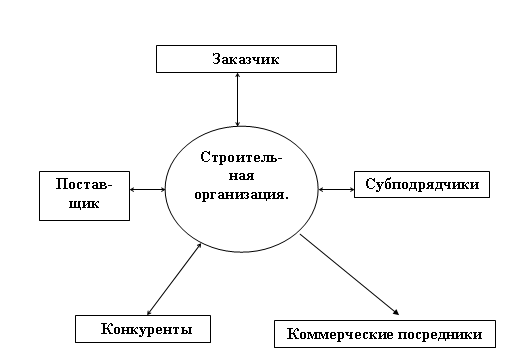 Заказчик
Строитель-
ная
организация.
Постав-
щик
Субподрядчики
Конкуренты
Коммерческие посредники